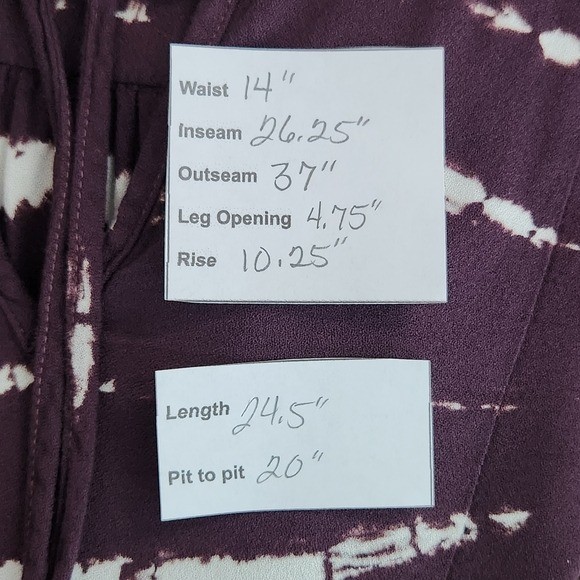 Waist 14"
Inseam 26.25"
Outseam 37"
Leg Opening 4.75"
Rise 10.25"
Length 24.5"
Pit to pit 20"